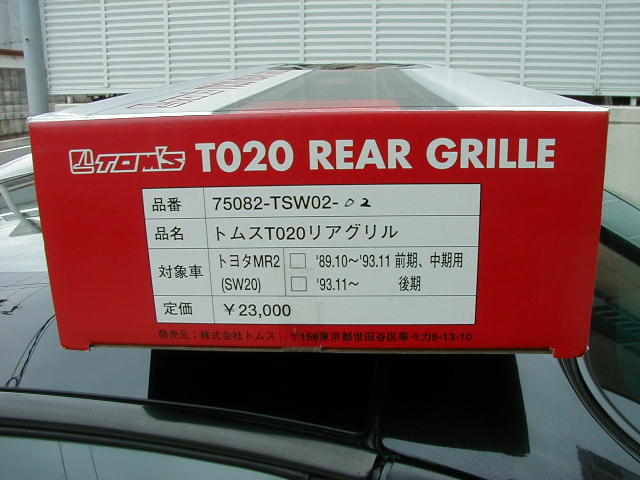 TOM'S T020 REAR GRILLE
品番 75082-TSW02-02
品名 トムスT020リアグリル
対象車 トヨタMR2 (SW20)
□ '89.10〜'93.11 前期、中期用
□ '93.11〜 後期
定価 ¥23,000
発売元：株式会社トムス 〒158東京都世田谷区等々力6-13-10